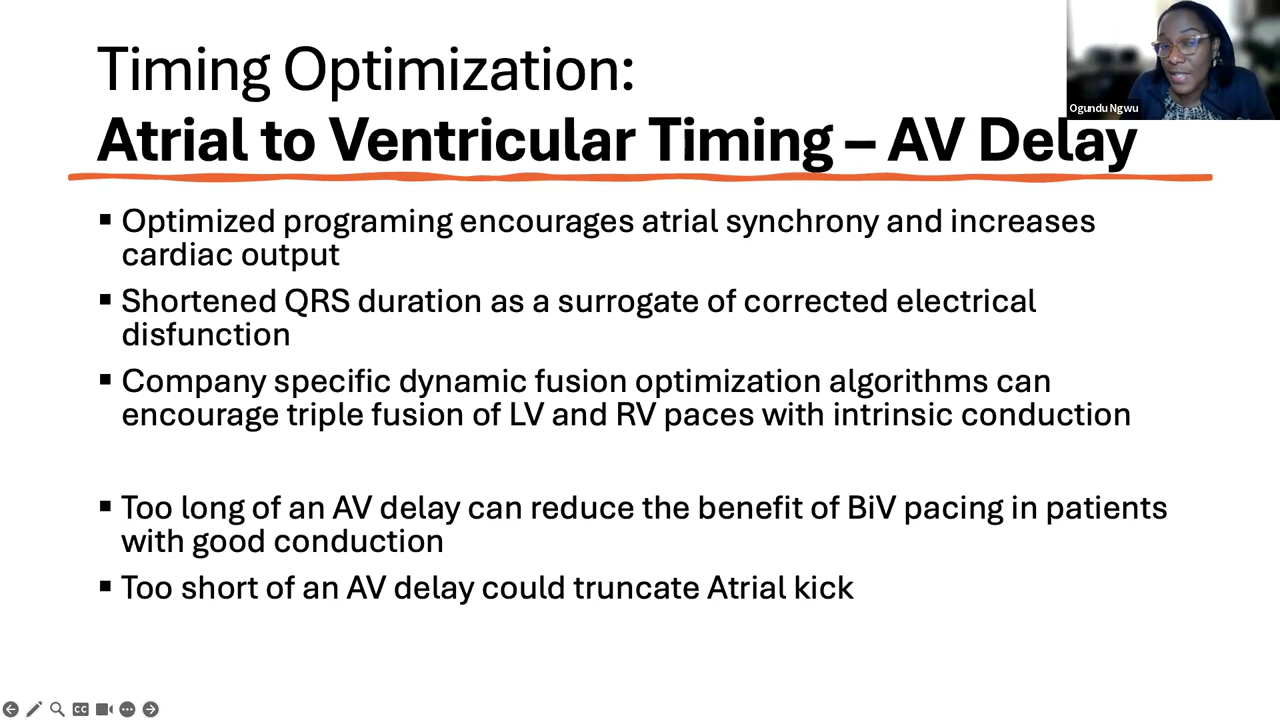 Timing Optimization:
Atrial to Ventricular Timing – AV Delay
Ogundu Ngwu
▪ Optimized programing encourages atrial synchrony and increases
cardiac output
▪ Shortened QRS duration as a surrogate of corrected electrical
disfunction
▪ Company specific dynamic fusion optimization algorithms can
encourage triple fusion of LV and RV paces with intrinsic conduction
▪ Too long of an AV delay can reduce the benefit of BiV pacing in patients
with good conduction
▪ Too short of an AV delay could truncate Atrial kick
CC